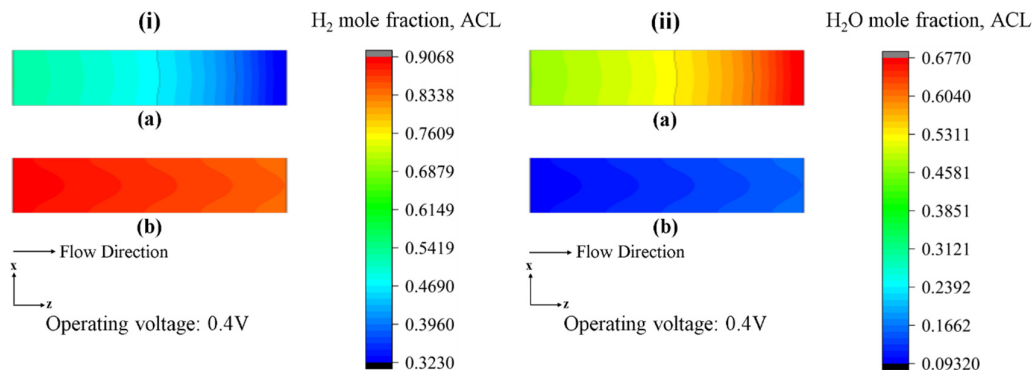 (i)
H₂ mole fraction, ACL
(ii)
H₂O mole fraction, ACL
0.9068
0.8338
0.7609
0.6879
0.6149
0.5419
0.4690
0.3960
0.3230
0.6770
0.6040
0.5311
0.4581
0.3851
0.3121
0.2392
0.1662
0.09320
(a)
(b)
Flow Direction
x
z
Operating voltage: 0.4V
(a)
(b)
Flow Direction
x
z
Operating voltage: 0.4V